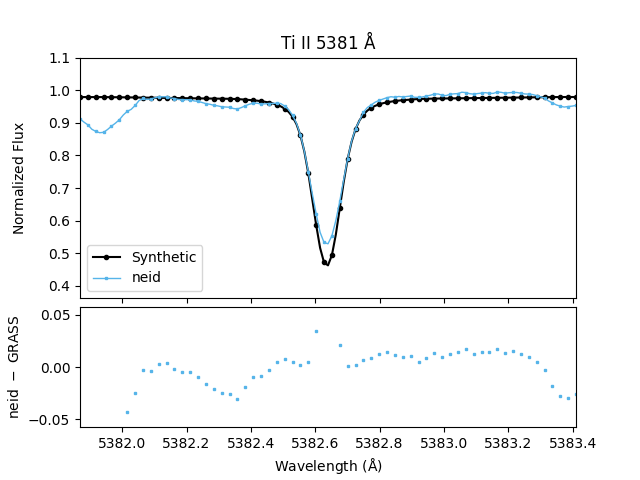 Ti II 5381 Å
1.1
1.0
0.9
0.8
0.7
0.6
0.5
0.4
Normalized Flux
Synthetic
neid
0.05
0.00
−0.05
neid − GRASS
5382.0 5382.2 5382.4 5382.6 5382.8 5383.0 5383.2 5383.4
Wavelength (Å)